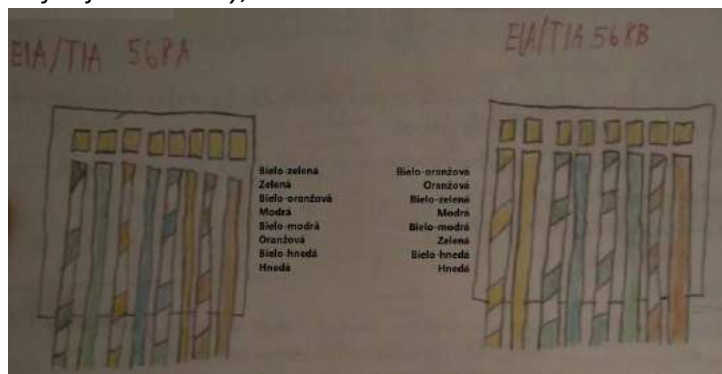 EIA/TIA 568A
EIA/TIA 568B
Bielo-zelená
Zelená
Bielo-oranžová
Modrá
Bielo-modrá
Oranžová
Bielo-hnedá
Hnedá
Bielo-oranžová
Oranžová
Bielo-zelená
Modrá
Bielo-modrá
Zelená
Bielo-hnedá
Hnedá